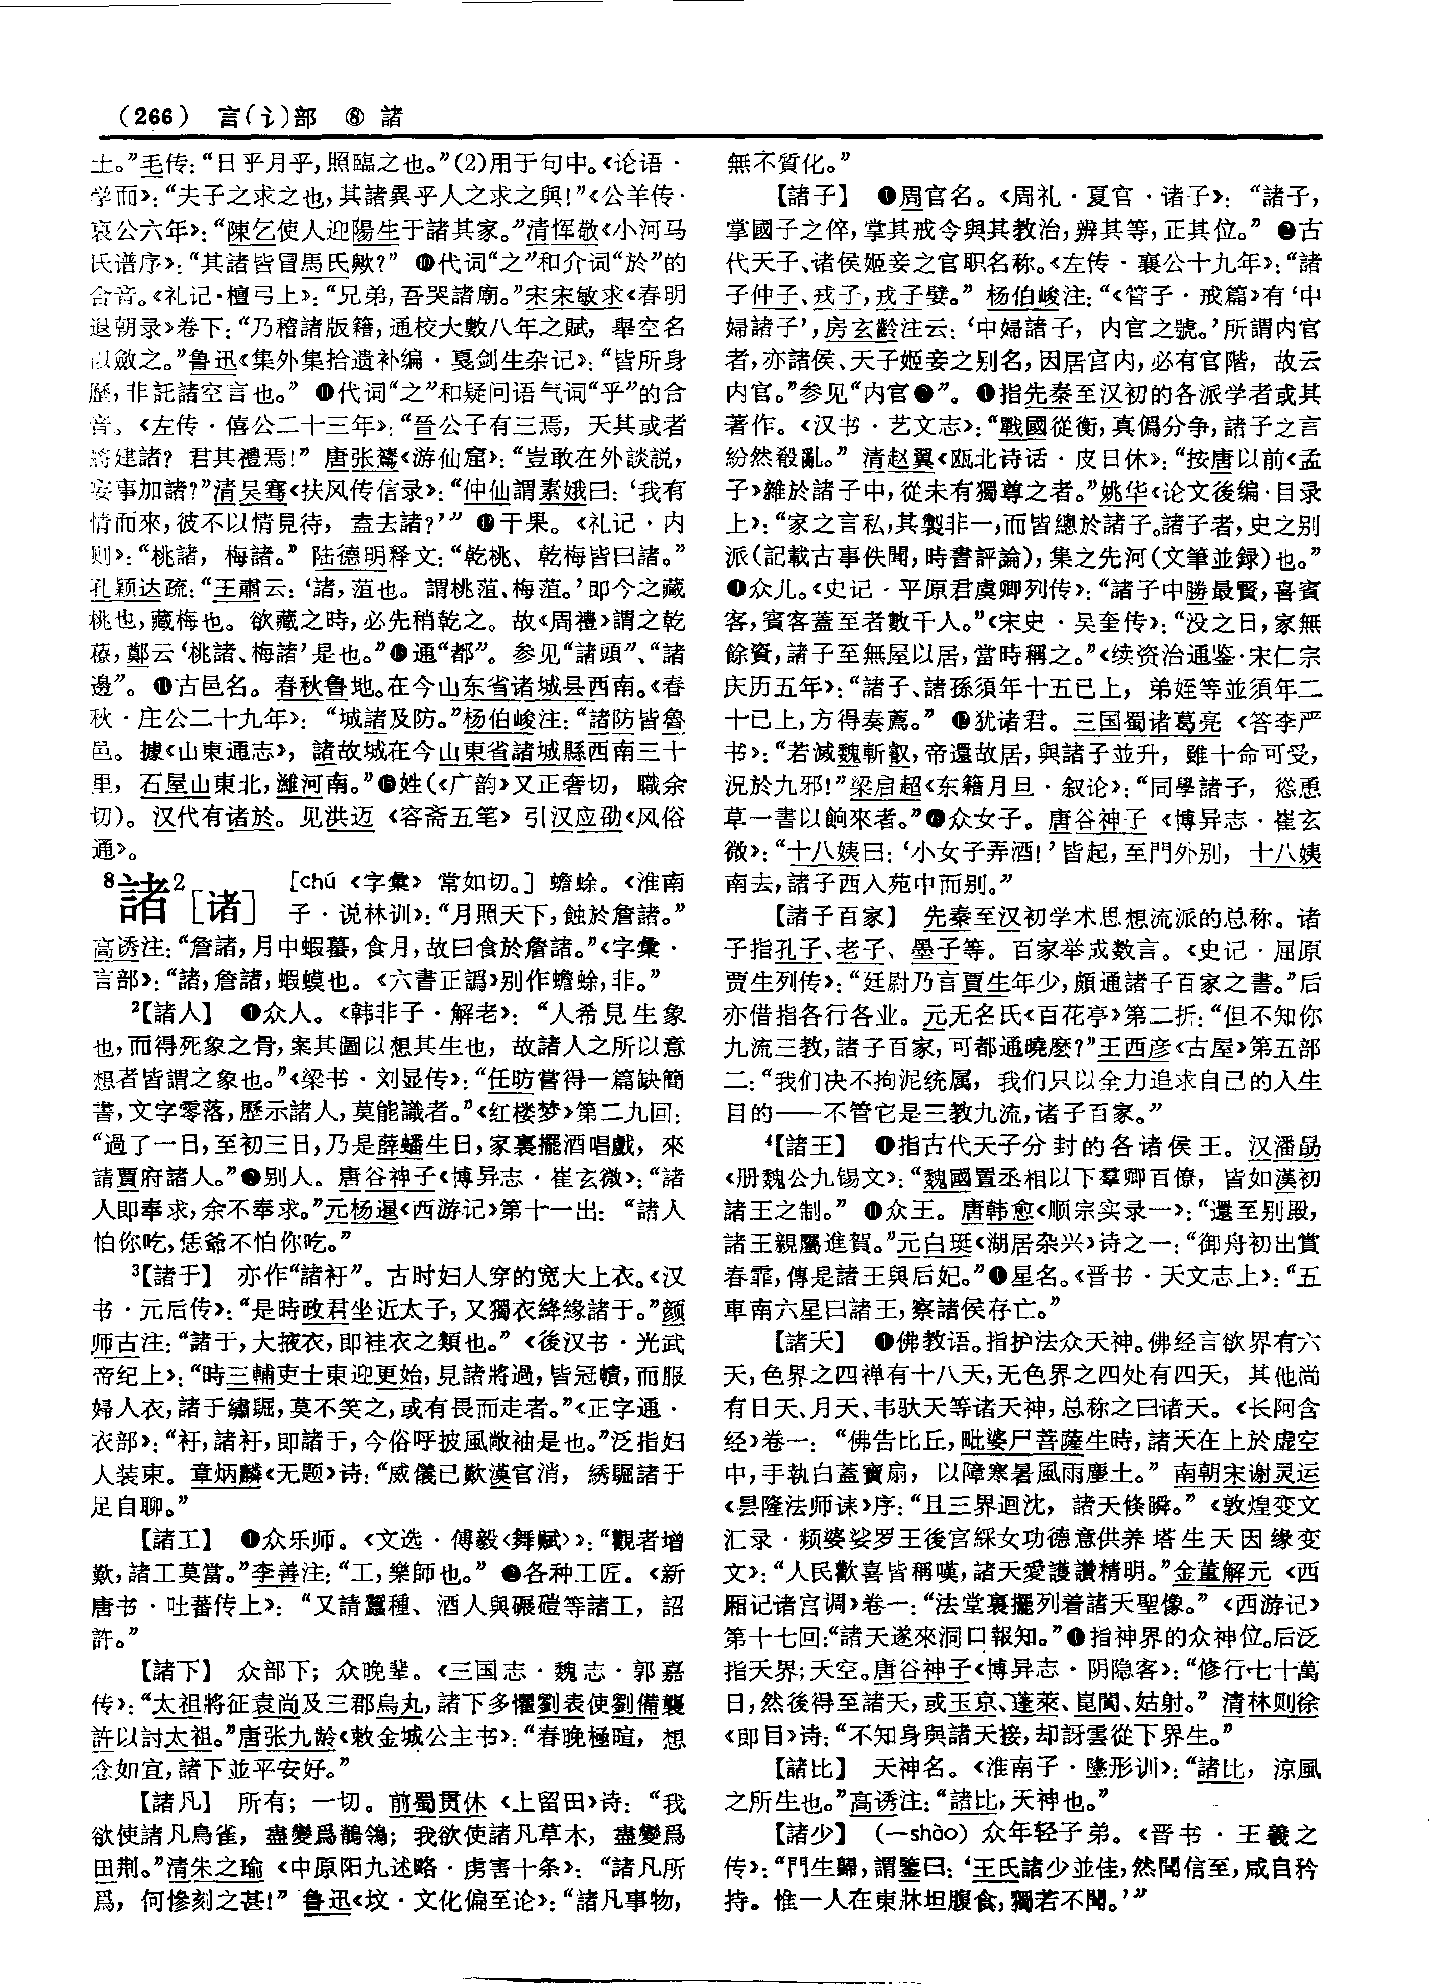 (266) 言(讠)部 ⑧ 諸
土。”毛传：“日乎月乎，照臨之也。”(2)用于句中。《论语·
学而》：“夫子之求之也，其諸異乎人之求之與！”《公羊传·
哀公六年》：“陳乞使人迎陽生于諸其家。”清恽敬《小河马
氏谱序》：“其諸皆冒馬氏歟？” ❿代词“之”和介词“於”的
合音。《礼记·檀弓上》：“兄弟，吾哭諸廟。”宋宋敏求《春明
退朝录》卷下：“乃稽諸版籍，通校大數八年之賦，舉空名
以斂之。”鲁迅《集外集拾遗补编·戛剑生杂记》：“皆所身
歷，非託諸空言也。” ⓫代词“之”和疑问语气词“乎”的合
音。《左传·僖公二十三年》：“晉公子有三焉，天其或者
將建諸？君其禮焉！” 唐张鷟《游仙窟》：“豈敢在外談説，
妄事加諸？”清吴骞《扶风传信录》：“仲仙謂素娥曰：‘我有
情而來，彼不以情見待，盍去諸？’” ⓬干果。《礼记·内
则》：“桃諸，梅諸。” 陆德明释文：“乾桃、乾梅皆曰諸。”
孔颖达疏：“王肅云：‘諸，菹也。謂桃菹、梅菹。’即今之藏
桃也，藏梅也。欲藏之時，必先稍乾之。故《周禮》謂之乾
䕩，鄭云‘桃諸、梅諸’是也。”⓭通“都”。参见“諸頭”、“諸
邊”。 ⓮古邑名。春秋鲁地。在今山东省诸城县西南。《春
秋·庄公二十九年》：“城諸及防。”杨伯峻注：“諸防皆魯
邑。據《山東通志》，諸故城在今山東省諸城縣西南三十
里，石屋山東北，濰河南。”⓯姓(《广韵》又正奢切，職余
切)。汉代有诸於。见洪迈《容斋五笔》引汉应劭《风俗
通》。
⁸諸²[诸] [chú 《字彙》常如切。] 蟾蜍。《淮南
子·说林训》：“月照天下，蝕於詹諸。”
高诱注：“詹諸，月中蝦蟇，食月，故曰食於詹諸。”《字彙·
言部》：“諸，詹諸，蝦蟆也。《六書正譌》别作蟾蜍，非。”
²【諸人】 ❶众人。《韩非子·解老》：“人希見生象
也，而得死象之骨，案其圖以想其生也，故諸人之所以意
想者皆謂之象也。”《梁书·刘显传》：“任昉嘗得一篇缺簡
書，文字零落，歷示諸人，莫能識者。”《红楼梦》第二九回：
“過了一日，至初三日，乃是薛蟠生日，家裏擺酒唱戲，來
請賈府諸人。”❷别人。唐谷神子《博异志·崔玄微》：“諸
人即奉求，余不奉求。”元杨暹《西游记》第十一出：“諸人
怕你吃，恁爺不怕你吃。”
³【諸于】 亦作“諸衧”。古时妇人穿的宽大上衣。《汉
书·元后传》：“是時政君坐近太子，又獨衣絳緣諸于。”颜
师古注：“諸于，大掖衣，即袿衣之類也。”《後汉书·光武
帝纪上》：“時三輔吏士東迎更始，見諸將過，皆冠幘，而服
婦人衣，諸于繡镼，莫不笑之，或有畏而走者。”《正字通·
衣部》：“衧，諸衧，即諸于，今俗呼披風敞袖是也。”泛指妇
人装束。章炳麟《无题》诗：“威儀已歎漢官消，綉镼諸于
足自聊。”
【諸工】 ❶众乐师。《文选·傅毅〈舞赋〉》：“觀者增
歎，諸工莫當。”李善注：“工，樂師也。” ❷各种工匠。《新
唐书·吐蕃传上》：“又請蠶種、酒人與碾磑等諸工，詔
許。”
【諸下】 众部下；众晚辈。《三国志·魏志·郭嘉
传》：“太祖將征袁尚及三郡烏丸，諸下多懼劉表使劉備襲
許以討太祖。”唐张九龄《敕金城公主书》：“春晚極暄，想
念如宜，諸下並平安好。”
【諸凡】 所有；一切。前蜀贯休《上留田》诗：“我
欲使諸凡鳥雀，盡變爲鶺鴒；我欲使諸凡草木，盡變爲
田荆。”清朱之瑜《中原阳九述略·虏害十条》：“諸凡所
爲，何慘刻之甚！” 鲁迅《坟·文化偏至论》：“諸凡事物，
無不質化。”
【諸子】 ❶周官名。《周礼·夏官·诸子》：“諸子，
掌國子之倅，掌其戒令與其教治，辨其等，正其位。” ❷古
代天子、诸侯姬妾之官职名称。《左传·襄公十九年》：“諸
子仲子、戎子，戎子嬖。” 杨伯峻注：“《管子·戒篇》有‘中
婦諸子’，房玄齡注云：‘中婦諸子，内官之號。’所謂内官
者，亦諸侯、天子姬妾之别名，因居宫内，必有官階，故云
内官。”参见“内官❷”。 ❸指先秦至汉初的各派学者或其
著作。《汉书·艺文志》：“戰國從衡，真僞分争，諸子之言
紛然殽亂。” 清赵翼《瓯北诗话·皮日休》：“按唐以前《孟
子》雜於諸子中，從未有獨尊之者。”姚华《论文後编·目录
上》：“家之言私，其製非一，而皆總於諸子。諸子者，史之别
派(記載古事佚聞，時書評論)，集之先河(文筆並録)也。”
❹众儿。《史记·平原君虞卿列传》：“諸子中勝最賢，喜賓
客，賓客蓋至者數千人。”《宋史·吴奎传》：“没之日，家無
餘資，諸子至無屋以居，當時稱之。”《续资治通鉴·宋仁宗
庆历五年》：“諸子、諸孫須年十五已上，弟姪等並須年二
十已上，方得奏薦。” ❺犹诸君。三国蜀诸葛亮《答李严
书》：“若滅魏斬叡，帝還故居，與諸子並升，雖十命可受，
況於九邪！”梁启超《东籍月旦·叙论》：“同學諸子，慫恿
草一書以餉來者。”❻众女子。唐谷神子《博异志·崔玄
微》：“十八姨曰：‘小女子弄酒！’皆起，至門外别，十八姨
南去，諸子西入苑中而别。”
【諸子百家】 先秦至汉初学术思想流派的总称。诸
子指孔子、老子、墨子等。百家举成数言。《史记·屈原
贾生列传》：“廷尉乃言賈生年少，頗通諸子百家之書。”后
亦借指各行各业。元无名氏《百花亭》第二折：“但不知你
九流三教，諸子百家，可都通曉麽？”王西彦《古屋》第五部
二：“我们决不拘泥统属，我们只以全力追求自己的人生
目的——不管它是三教九流，诸子百家。”
⁴【諸王】 ❶指古代天子分封的各诸侯王。汉潘勗
《册魏公九锡文》：“魏國置丞相以下羣卿百僚，皆如漢初
諸王之制。” ❷众王。唐韩愈《顺宗实录一》：“還至别殿，
諸王親屬進賀。”元白珽《湖居杂兴》诗之一：“御舟初出賞
春霏，傳是諸王與后妃。”❸星名。《晋书·天文志上》：“五
車南六星曰諸王，察諸侯存亡。”
【諸天】 ❶佛教语。指护法众天神。佛经言欲界有六
天，色界之四禅有十八天，无色界之四处有四天，其他尚
有日天、月天、韦驮天等诸天神，总称之曰诸天。《长阿含
经》卷一：“佛告比丘，毗婆尸菩薩生時，諸天在上於虚空
中，手執白蓋寶扇，以障寒暑風雨塵土。” 南朝宋谢灵运
《昙隆法师诔》序：“且三界迴沈，諸天倏瞬。”《敦煌变文
汇录·频婆娑罗王後宫綵女功德意供养塔生天因缘变
文》：“人民歡喜皆稱嘆，諸天愛護讚精明。”金董解元《西
厢记诸宫调》卷一：“法堂裏擺列着諸天聖像。”《西游记》
第十七回：“諸天遂來洞口報知。”❷指神界的众神位。后泛
指天界；天空。唐谷神子《博异志·阴隐客》：“修行七十萬
日，然後得至諸天，或玉京、蓬萊、崑閬、姑射。” 清林则徐
《即目》诗：“不知身與諸天接，却訝雲從下界生。”
【諸比】 天神名。《淮南子·墬形训》：“諸比，凉風
之所生也。”高诱注：“諸比，天神也。”
【諸少】 (—shào) 众年轻子弟。《晋书·王羲之
传》：“門生歸，謂鑒曰：‘王氏諸少並佳，然聞信至，咸自矜
持。惟一人在東牀坦腹食，獨若不聞。’”